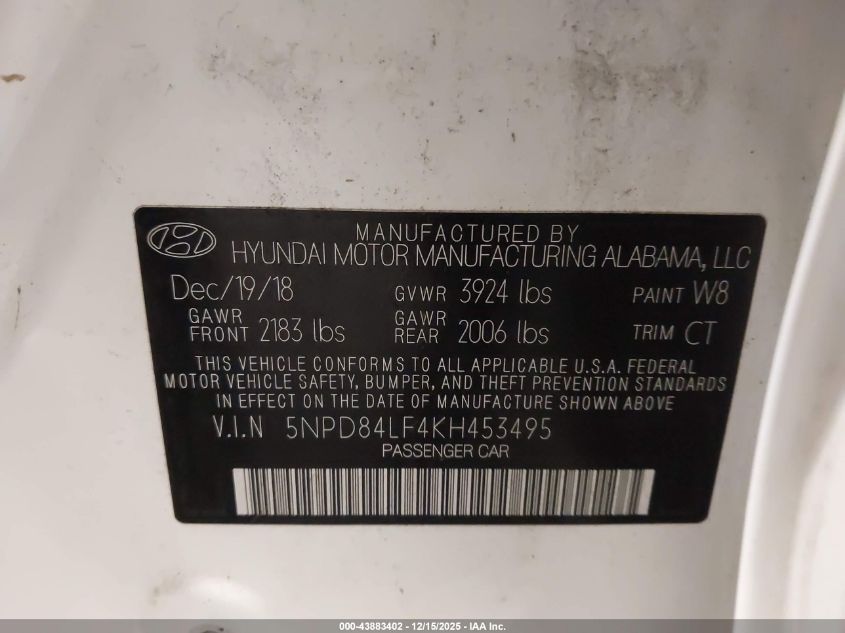 MANUFACTURED BY
HYUNDAI MOTOR MANUFACTURING ALABAMA, LLC
Dec/19/18 GVWR 3924 lbs PAINT W8
GAWR FRONT 2183 lbs GAWR REAR 2006 lbs TRIM CT
THIS VEHICLE CONFORMS TO ALL APPLICABLE U.S.A. FEDERAL
MOTOR VEHICLE SAFETY, BUMPER, AND THEFT PREVENTION STANDARDS
IN EFFECT ON THE DATE OF MANUFACTURE SHOWN ABOVE.
V.I.N 5NPD84LF4KH453495
PASSENGER CAR
000-43883402 - 12/15/2025 - IAA Inc.